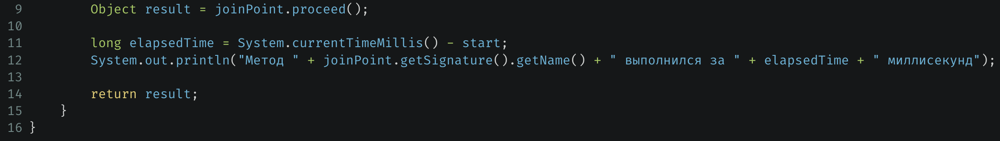 9 Object result = joinPoint.proceed();
10
11 long elapsedTime = System.currentTimeMillis() - start;
12 System.out.println("Метод " + joinPoint.getSignature().getName() + " выполнился за " + elapsedTime + " миллисекунд");
13
14 return result;
15 }
16 }